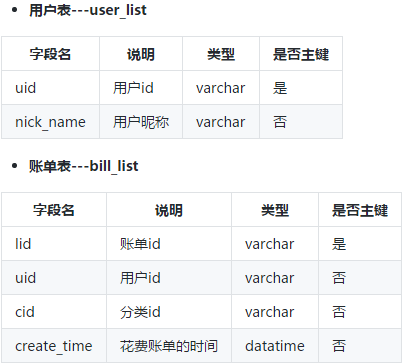 用户表---user_list
字段名 说明 类型 是否主键
uid 用户id varchar 是
nick_name 用户昵称 varchar 否
账单表---bill_list
字段名 说明 类型 是否主键
lid 账单id varchar 是
uid 用户id varchar 否
cid 分类id varchar 否
create_time 花费账单的时间 datatime 否